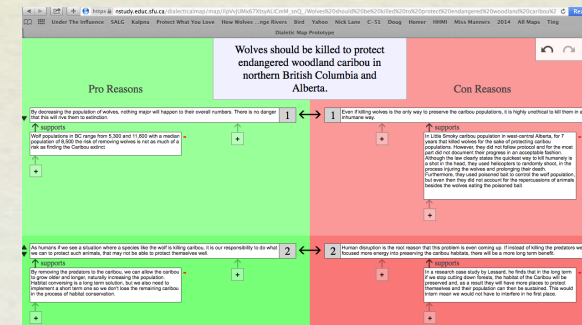 https nstudy.educ.sfu.ca/dialecticalmap/map/
Under The Influence SALG Kalpna Protect What You Love How Wolves ...nge Rivers Bird Yahoo Nick Lane C-51 Doug Homer HHMI Miss Manners 2014 All Maps Ting
Dialetic Map Prototype
Wolves should be killed to protect
endangered woodland caribou in
northern British Columbia and
Alberta.
Pro Reasons
Con Reasons
By decreasing the population of wolves, nothing major will happen to their overall numbers. There is no danger
that this will rive them to extinction.
1
1
Even if killing wolves is the only way to preserve the caribou populations, it is highly unothical to kill them in a
inhumane way.
supports
Wolf populations in BC range from 5,300 and 11,600 with a median
population of 8,500 the risk of removing wolves is not as much of a
risk as finding the Caribou extinct
+
+
+
supports
In Little Smoky caribou population in west-central Alberta, for 7
years that killed wolves for the sake of protecting caribou
populations. However, they did not follow protocol and for the most
part did not document their progress in an acceptable fashion.
Although the law clearly states the quickest way to kill humanely is
a shot in the head, they used helicopters to randomly shoot, in the
process injuring the wolves and prolonging their death.
Furthermore, they used poisoned bait to control the wolf population,
but even then they did not account for the repercussions of animals
besides the wolves eating the poisoned bait
+
As humans if we see a situation where a species like the wolf is killing caribou, it is our responsibility to do what
we can to protect such animals, that may not be able to protect themselves well.
2
2
Human disruption is the root reason that this problem is even coming up. If instead of killing the predators we
focused more energy into preserving the caribou habitats, there will be a more long term benefit.
supports
By removing the predators to the caribou, we can allow the caribou
to grow older and longer, naturally increasing the population.
Habitat conversing is a long term solution, but we also need to
implement a short term one so we don't lose the remaining caribou
in the process of habitat conservation.
+
+
+
supports
In a research case study by Lessard, he finds that in the long term
if we stop cutting down forests, the habitat of the Caribou will be
preserved and, as a result they will have more places to protect
themselves and their population can then be sustained. This would
inturn mean we would not have to interfere in he first place.
+